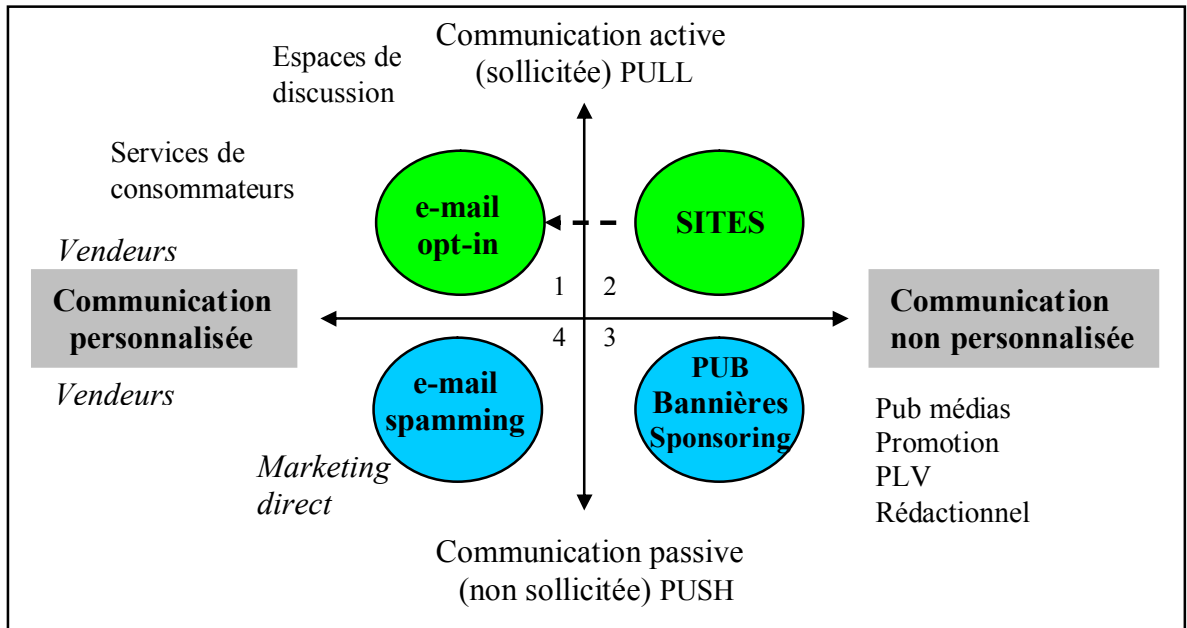 Communication active
(sollicitée) PULL
Espaces de
discussion
Services de
consommateurs
e-mail
opt-in
SITES
Vendeurs
1 2
Communication
personnalisée
Communication
non personnalisée
4 3
Vendeurs
e-mail
spamming
PUB
Bannières
Sponsoring
Marketing
direct
Pub médias
Promotion
PLV
Rédactionnel
Communication passive
(non sollicitée) PUSH